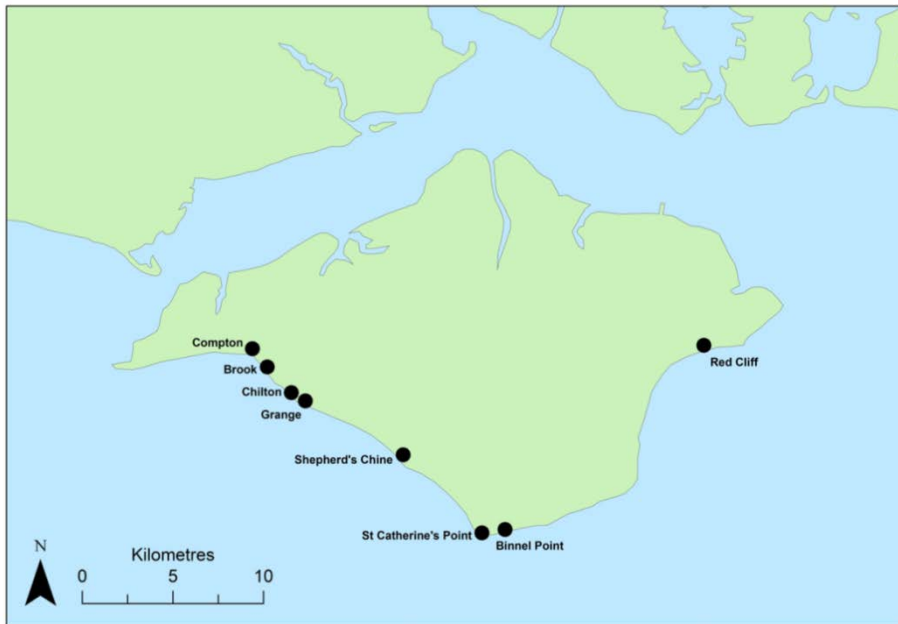 Compton
Brook
Red Cliff
Chilton
Grange
Shepherd's Chine
St Catherine's Point
Binnel Point
N
Kilometres
0 5 10